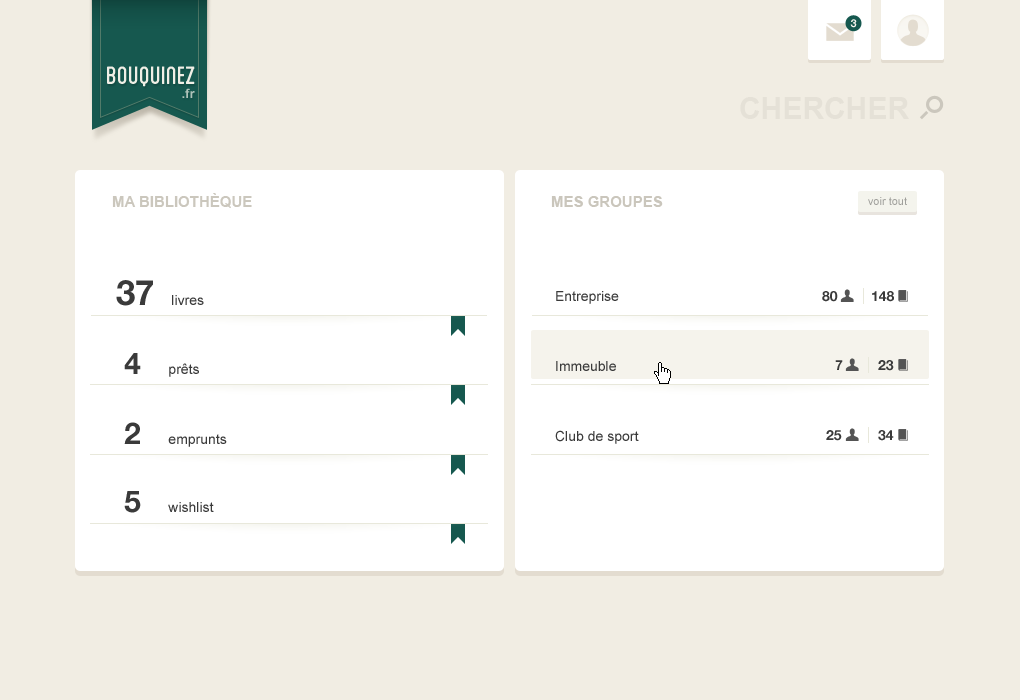 BOUQUINEZ
.fr
3
CHERCHER
MA BIBLIOTHÈQUE
37 livres
4 prêts
2 emprunts
5 wishlist
MES GROUPES
voir tout
Entreprise 80 148
Immeuble 7 23
Club de sport 25 34